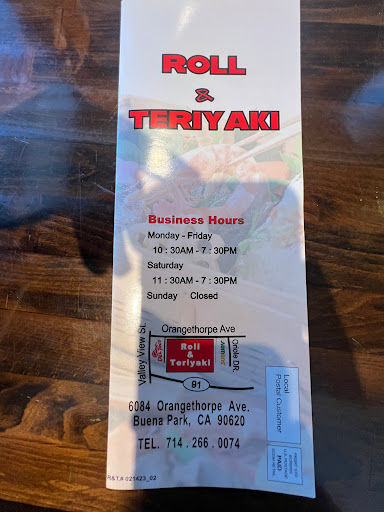 ROLL
&
TERIYAKI
Business Hours
Monday - Friday
10 : 30AM - 7 : 30PM
Saturday
11 : 30AM - 7 : 30PM
Sunday Closed
Orangethorpe Ave
Valley View St.
Roll
&
Teriyaki
Circle DR.
91
6084 Orangethorpe Ave.
Buena Park, CA 90620
TEL. 714 . 266 . 0074
Local
Postal Customer
PAID